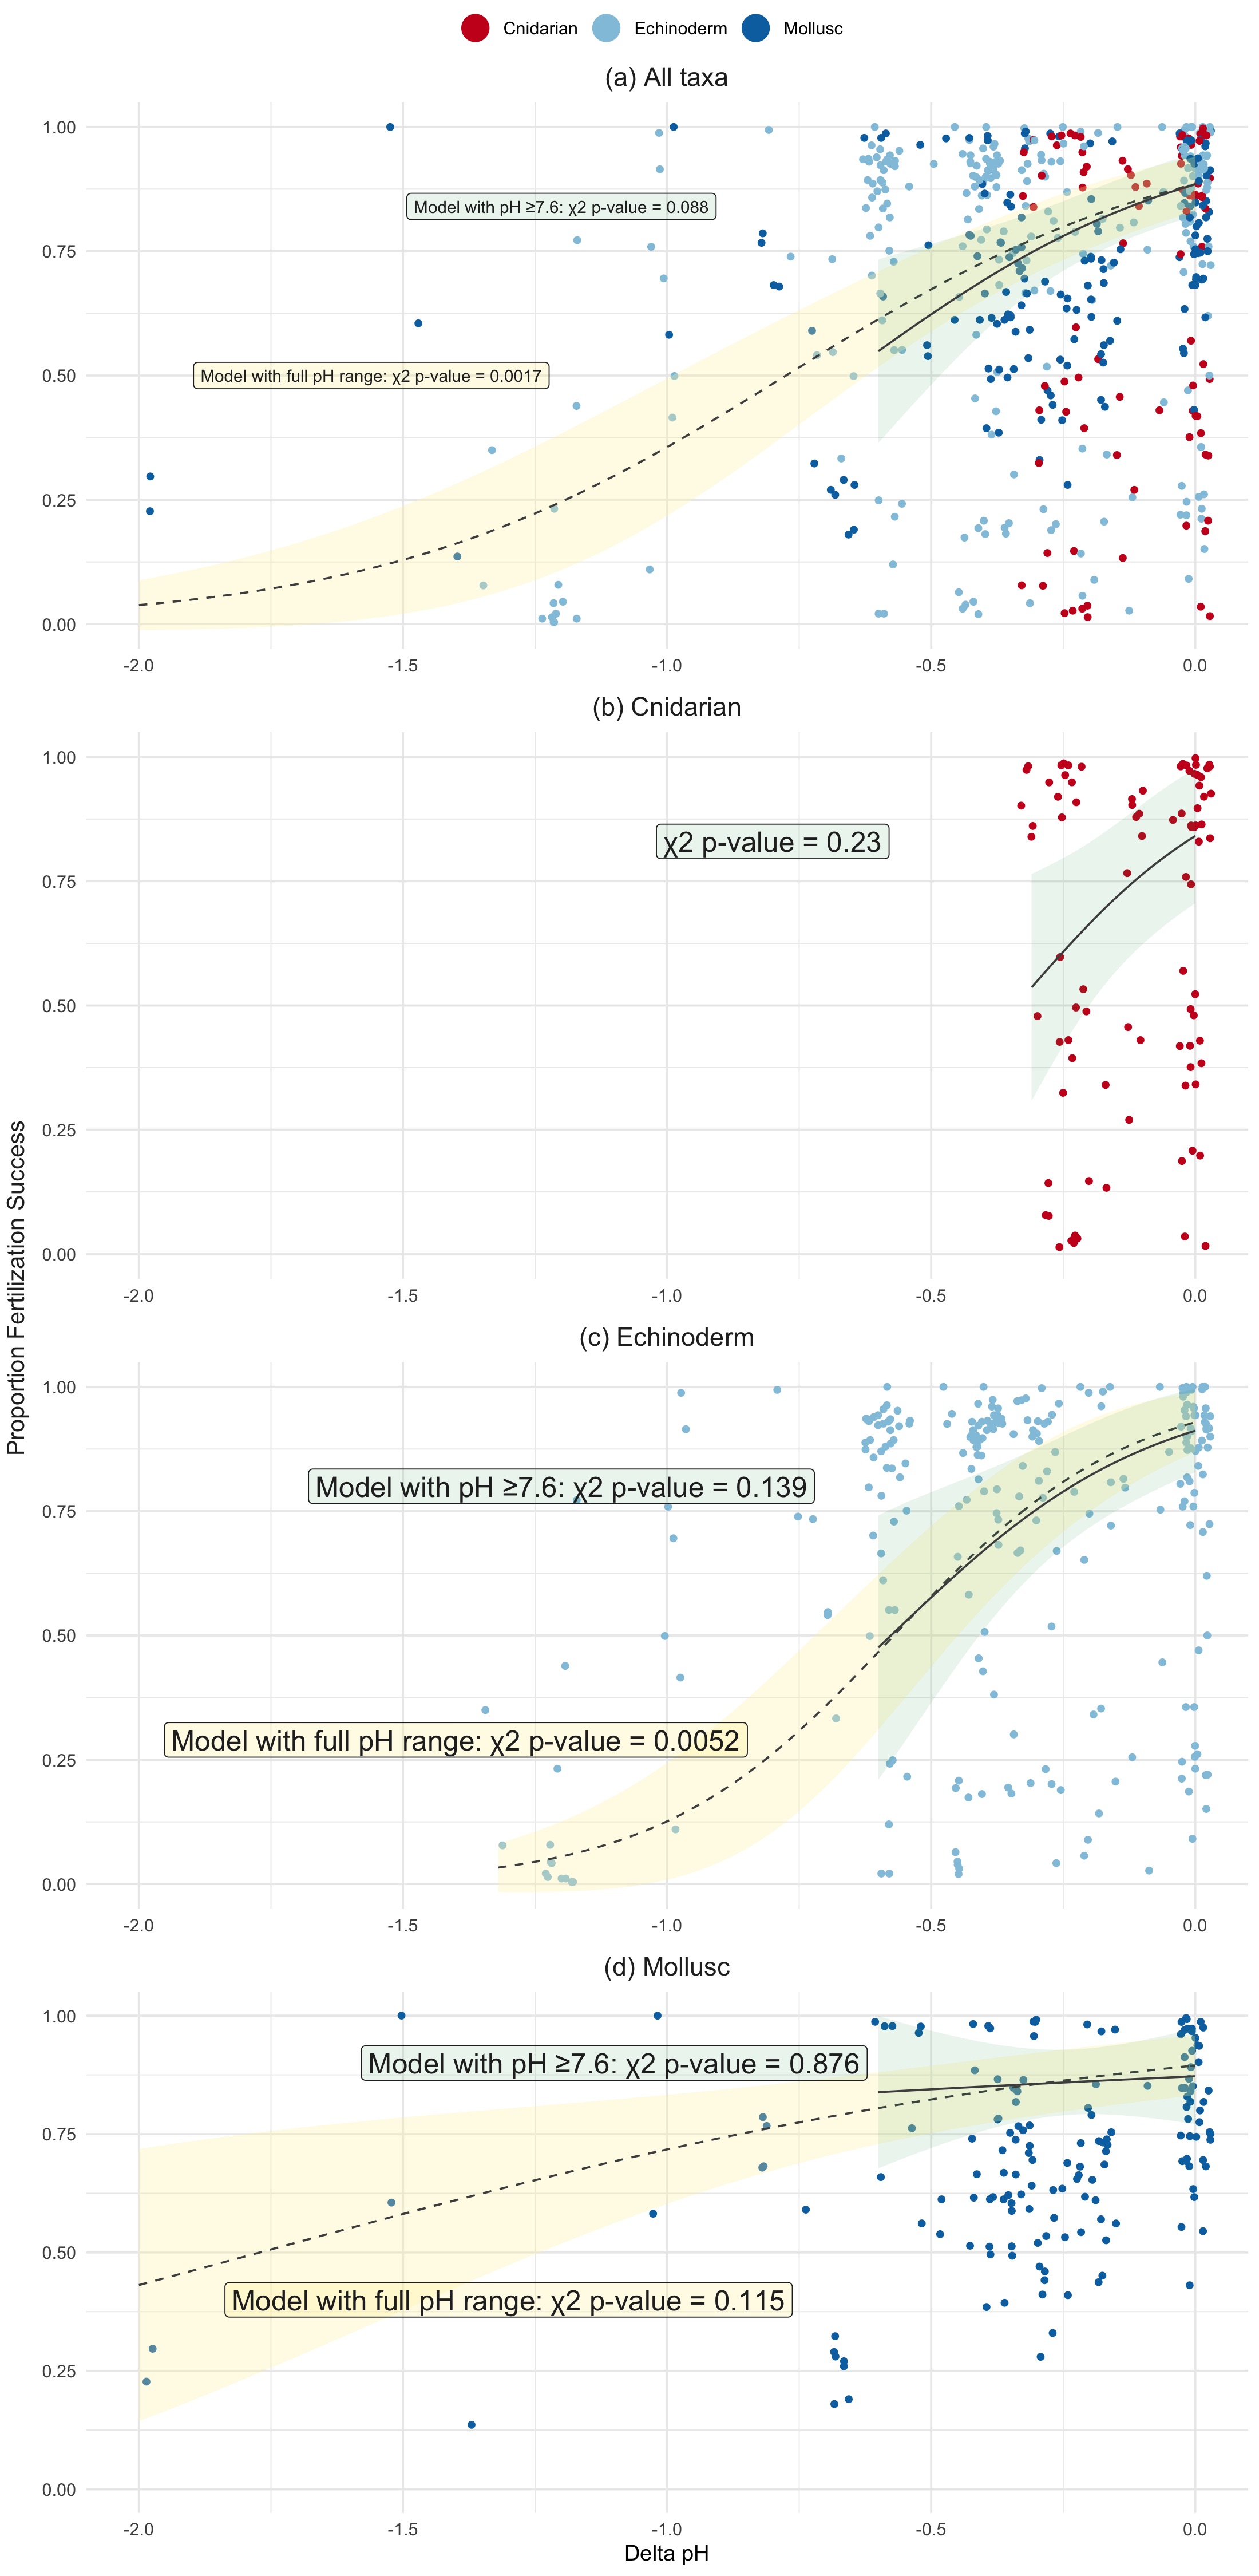 Cnidarian Echinoderm Mollusc
(a) All taxa
1.00
Model with pH ≥7.6: χ2 p-value = 0.088
0.75
0.50
Model with full pH range: χ2 p-value = 0.0017
0.25
0.00
-2.0 -1.5 -1.0 -0.5 0.0
(b) Cnidarian
1.00
χ2 p-value = 0.23
0.75
0.50
0.25
0.00
-2.0 -1.5 -1.0 -0.5 0.0
Proportion Fertilization Success
(c) Echinoderm
1.00
Model with pH ≥7.6: χ2 p-value = 0.139
0.75
0.50
Model with full pH range: χ2 p-value = 0.0052
0.25
0.00
-2.0 -1.5 -1.0 -0.5 0.0
(d) Mollusc
1.00
Model with pH ≥7.6: χ2 p-value = 0.876
0.75
0.50
Model with full pH range: χ2 p-value = 0.115
0.25
0.00
-2.0 -1.5 -1.0 -0.5 0.0
Delta pH